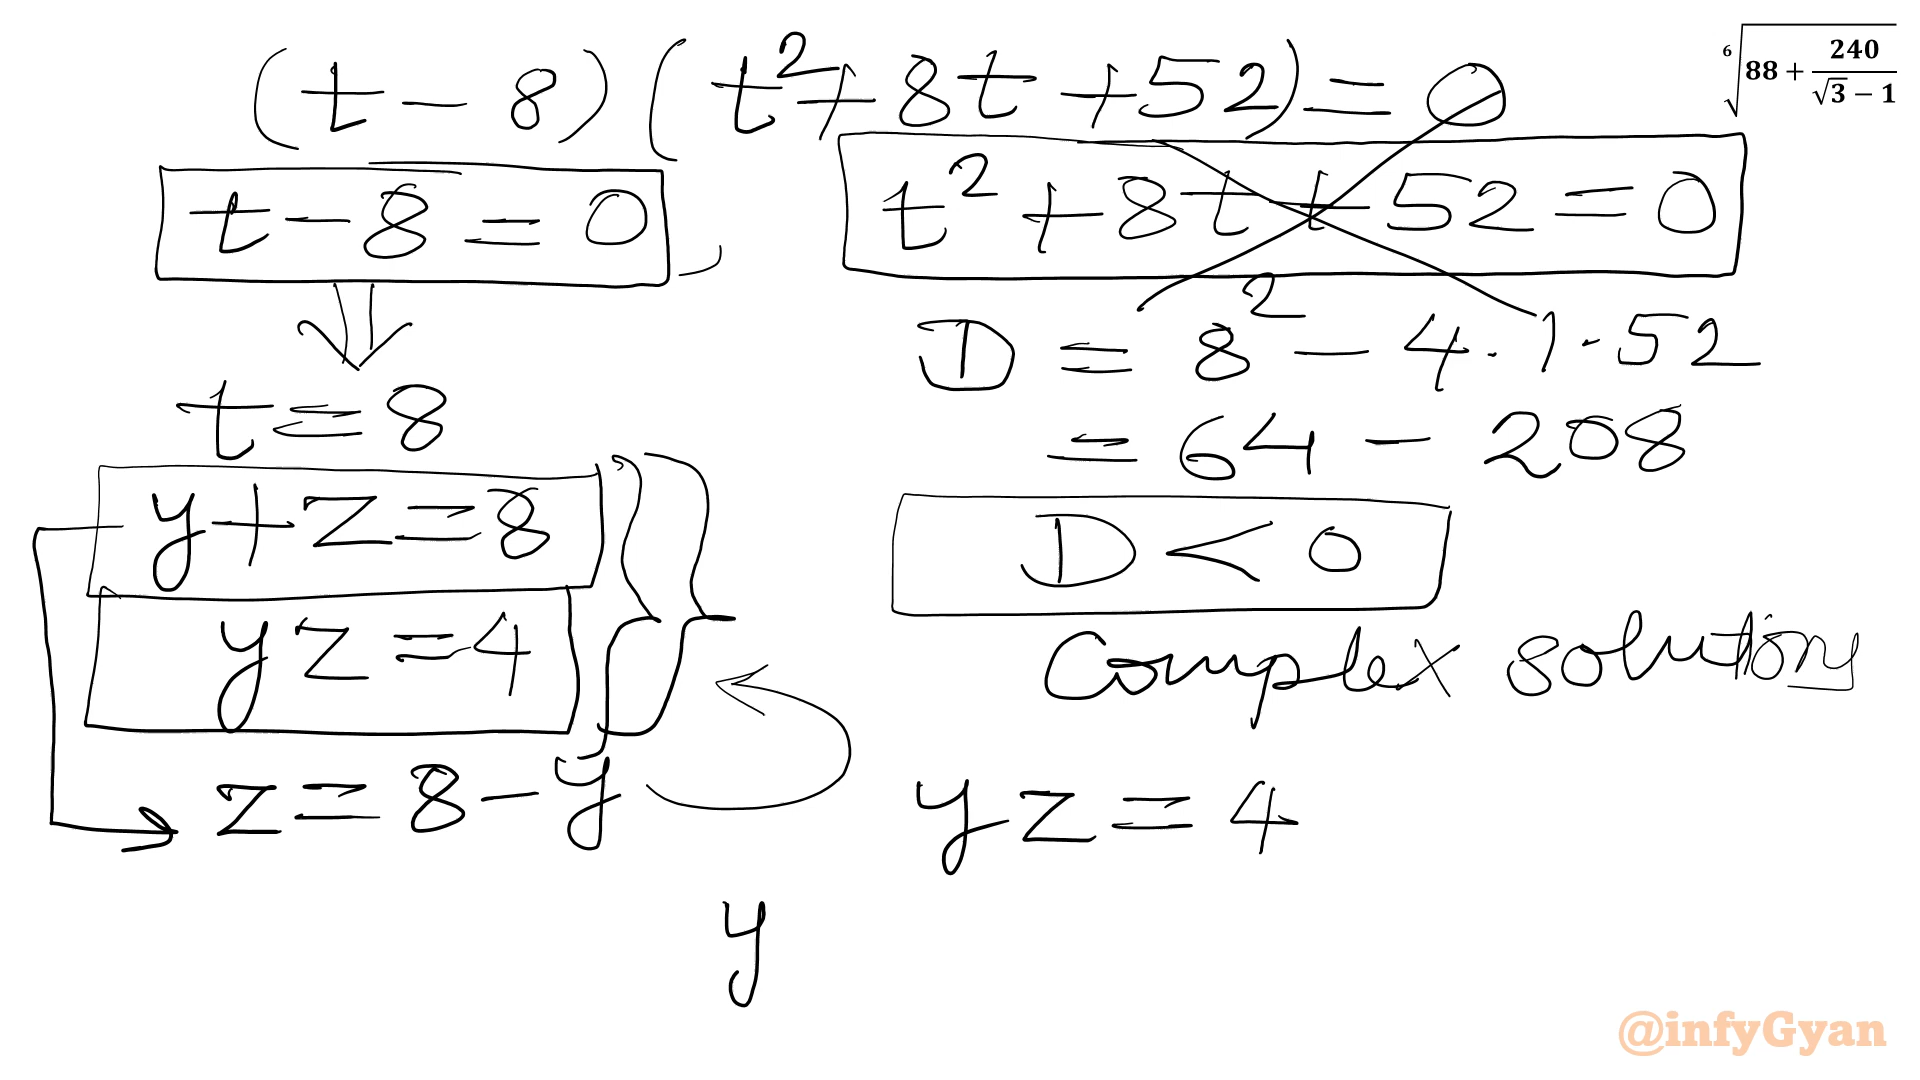 (t - 8)(t² + 8t + 52) = 0
⁶√(88 + 240/(√3 − 1))
t - 8 = 0, t² + 8t + 52 = 0
D = 8² - 4 · 1 · 52
t = 8
= 64 - 208
y + z = 8
D < 0
yz = 4
Complex solutions
z = 8 - y
yz = 4
y
@infyGyan